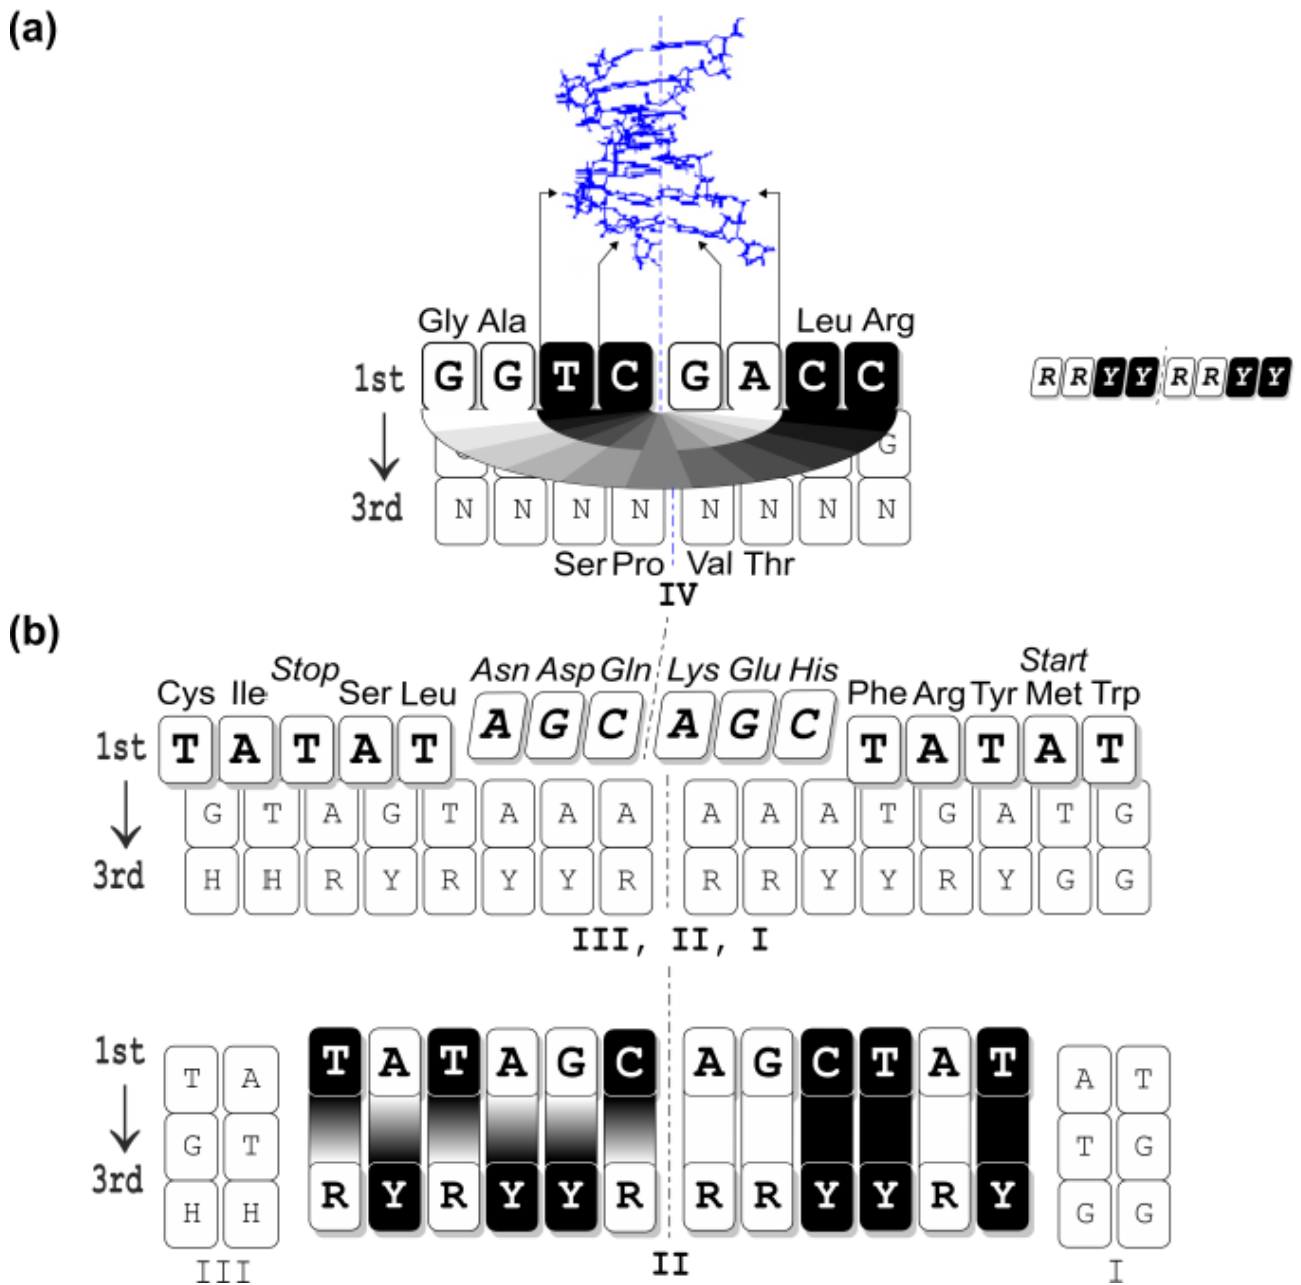 (a)
Gly Ala Leu Arg
1st G G T C G A C C
R R Y Y R R Y Y
G
3rd N N N N N N N N
Ser Pro Val Thr
IV
(b)
Stop Asn Asp Gln Lys Glu His Start
Cys Ile Ser Leu Phe Arg Tyr Met Trp
1st T A T A T A G C A G C T A T A T
G T A G T A A A A A A T G A T G
3rd H H R Y R Y Y R R R Y Y R Y G G
III, II, I
1st T A T A T A G C A G C T A T A T
G T T G
3rd H H R Y R Y Y R R R Y Y R Y G G
III II I